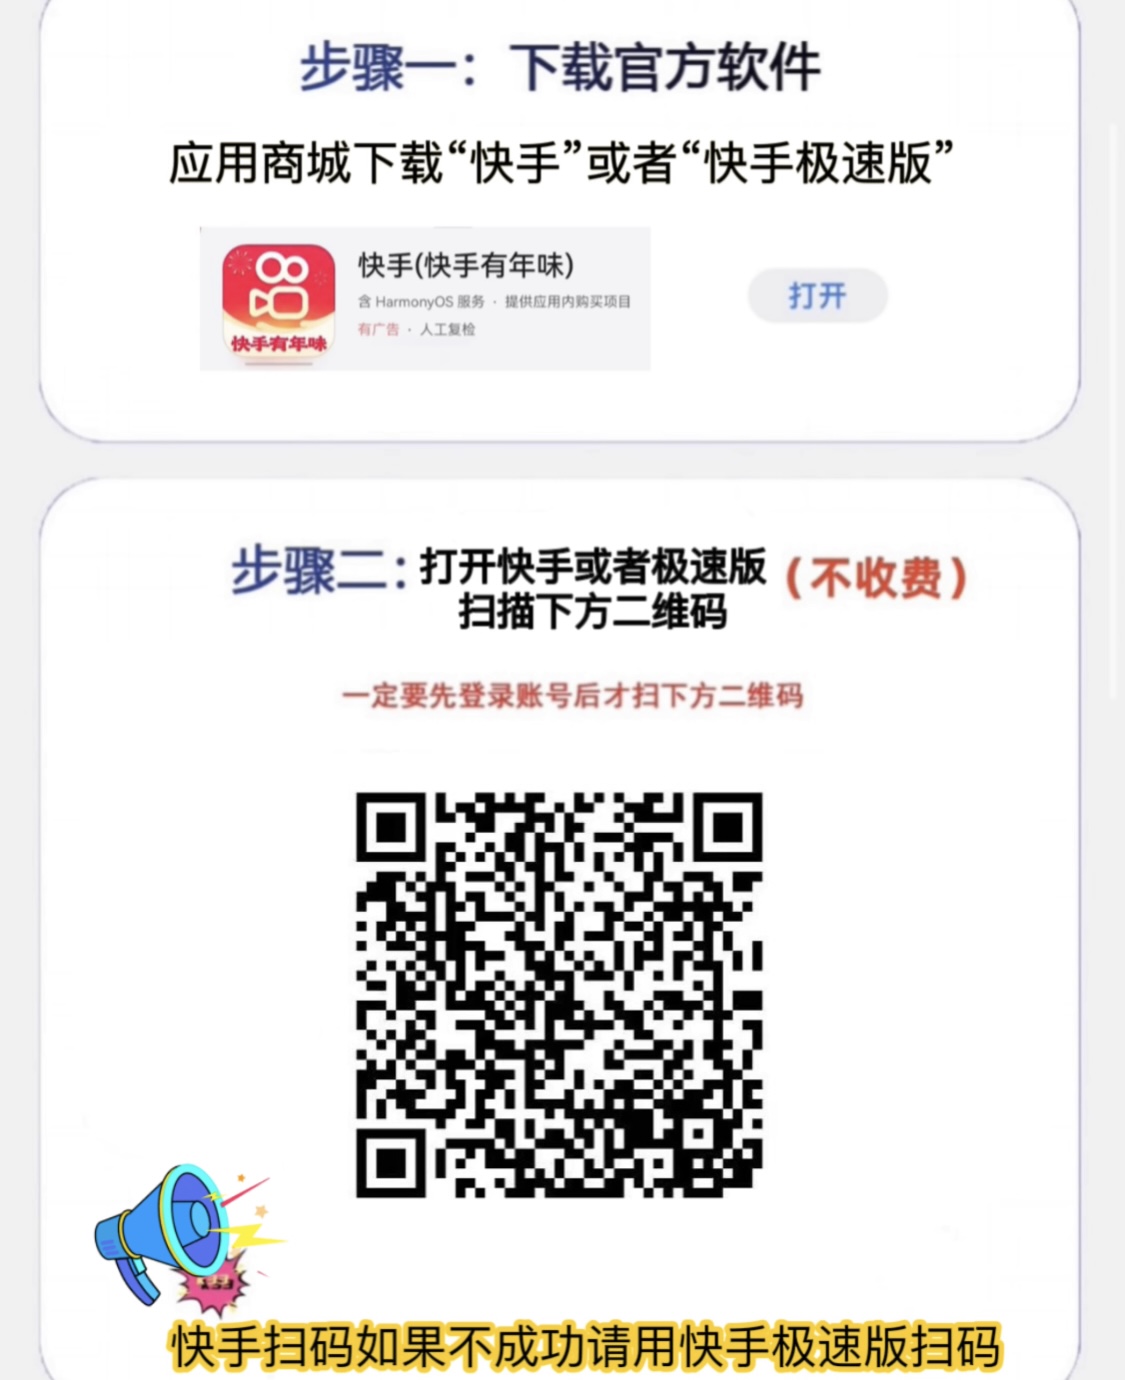 步骤一：下载官方软件
应用商城下载“快手”或者“快手极速版”
快手(快手有年味)
含 HarmonyOS 服务 · 提供应用内购买项目
有广告 · 人工复检
快手有年味
打开
步骤二：打开快手或者极速版（不收费）
扫描下方二维码
一定要先登录账号后才扫下方二维码
快手扫码如果不成功请用快手极速版扫码